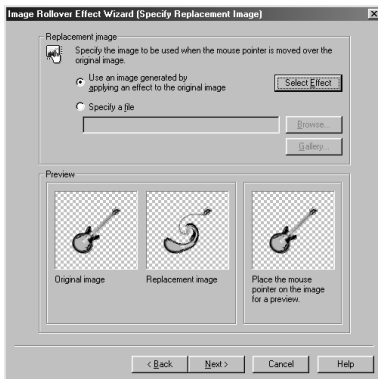 Image Rollover Effect Wizard (Specify Replacement Image)
Replacement image
Specify the image to be used when the mouse pointer is moved over the
original image.
Use an image generated by
applying an effect to the original image
Select Effect
Specify a file
Browse...
Gallery...
Preview
Original image
Replacement image
Place the mouse
pointer on the image
for a preview.
< Back
Next >
Cancel
Help